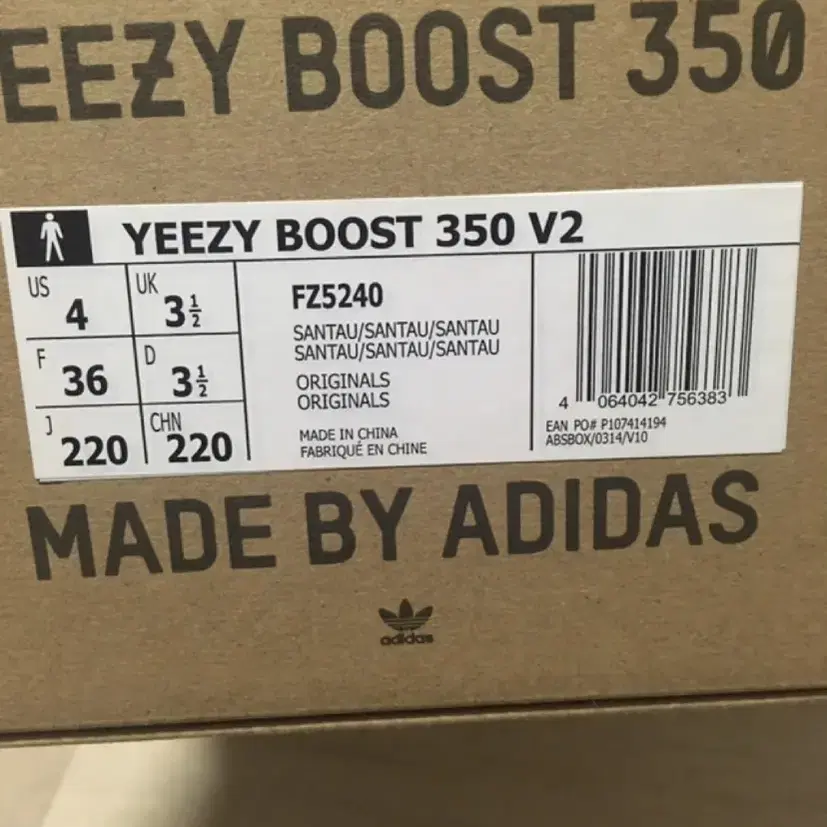 YEEZY BOOST 350
YEEZY BOOST 350 V2
US 4 UK 3½
F 36 D 3½
J 220 CHN 220
FZ5240
SANTAU/SANTAU/SANTAU
SANTAU/SANTAU/SANTAU
ORIGINALS
ORIGINALS
MADE IN CHINA
FABRIQUÉ EN CHINE
4 064042 756383
EAN PO# P107414194
ABSBOX/0314/V10
MADE BY ADIDAS
adidas